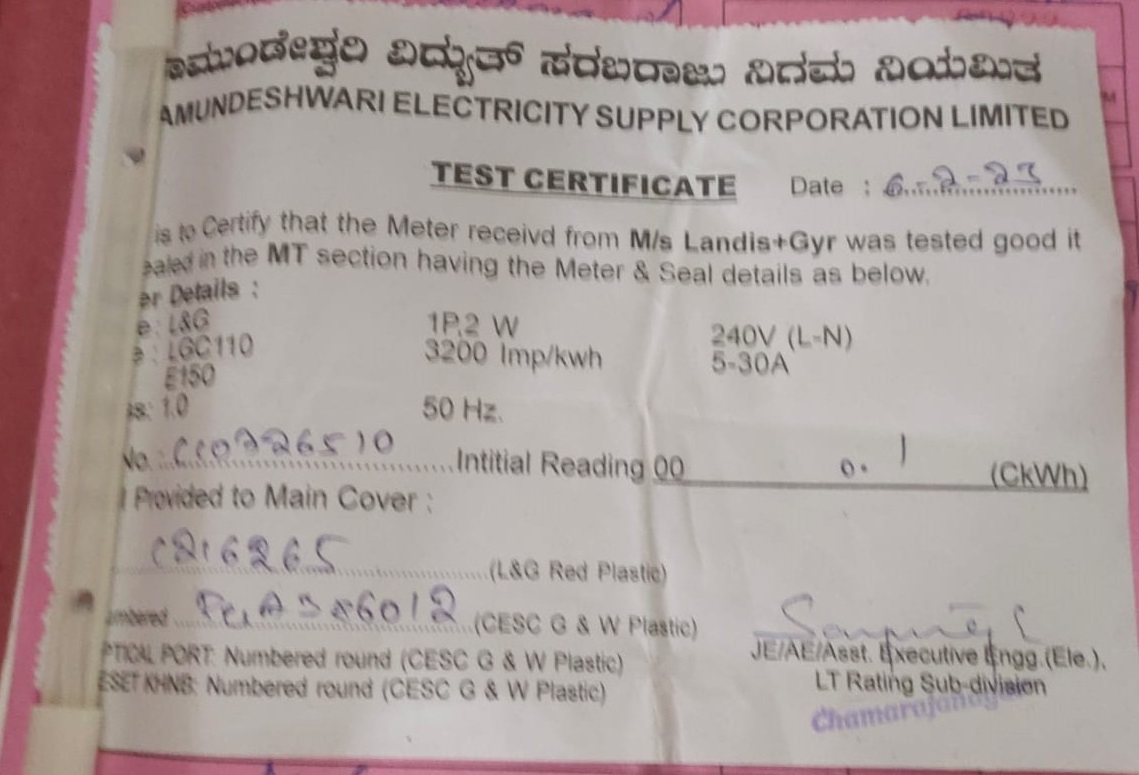 ಾಮುಂಡೇಶ್ವರಿ ವಿದ್ಯುತ್ ಸರಬರಾಜು ನಿಗಮ ನಿಯಮಿತ
AMUNDESHWARI ELECTRICITY SUPPLY CORPORATION LIMITED
TEST CERTIFICATE Date : 6-2-23
is to Certify that the Meter receivd from M/s Landis+Gyr was tested good it
ealed in the MT section having the Meter & Seal details as below.
er Details :
e: L&G 1P,2 W 240V (L-N)
e: LGC110 3200 Imp/kwh 5-30A
E150
ss: 1.0 50 Hz.
No.: Intitial Reading 00 0.1 (CkWh)
l Provided to Main Cover :
(L&G Red Plastic)
umbered (CESC G & W Plastic)
PTICAL PORT: Numbered round (CESC G & W Plastic)
JE/AE/Asst. Executive Engg.(Ele.),
ESET KHNB: Numbered round (CESC G & W Plastic)
LT Rating Sub-division